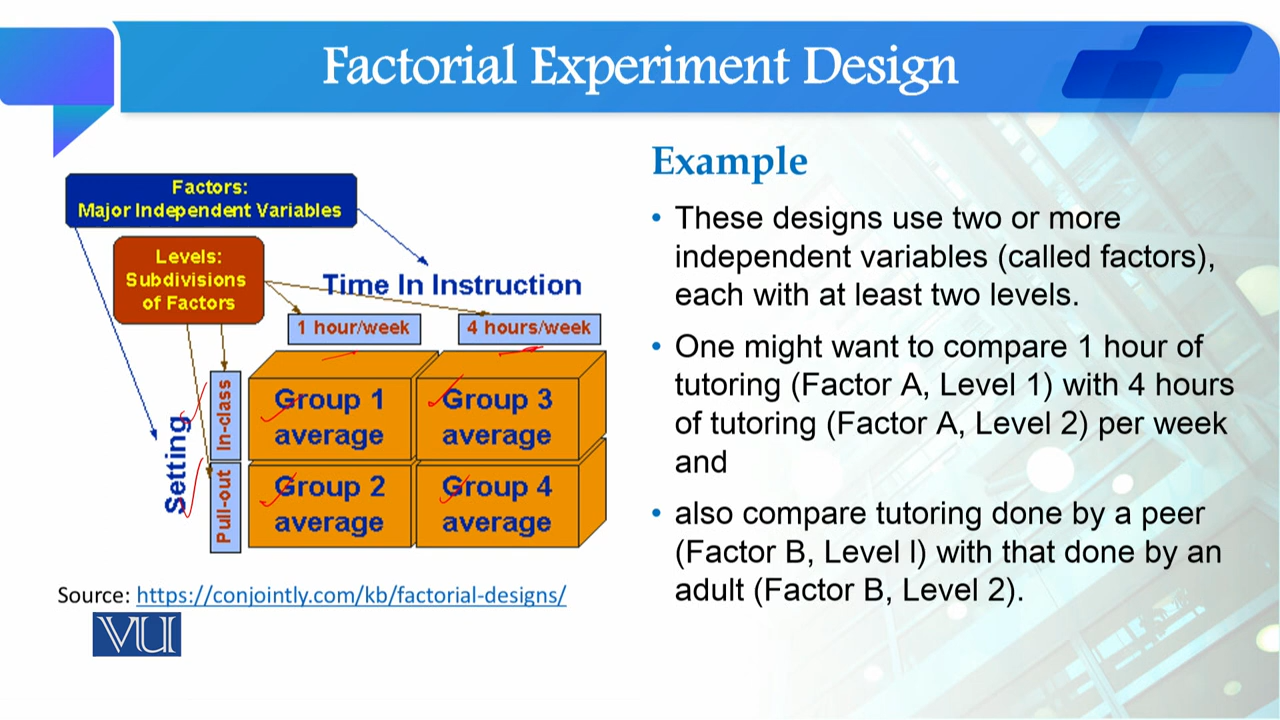 Factorial Experiment Design
Factors:
Major Independent Variables
Levels:
Subdivisions
of Factors
Time In Instruction
1 hour/week
4 hours/week
Setting
In-class
Pull-out
Group 1
average
Group 3
average
Group 2
average
Group 4
average
Source: https://conjointly.com/kb/factorial-designs/
VU
Example
• These designs use two or more
independent variables (called factors),
each with at least two levels.
• One might want to compare 1 hour of
tutoring (Factor A, Level 1) with 4 hours
of tutoring (Factor A, Level 2) per week
and
• also compare tutoring done by a peer
(Factor B, Level l) with that done by an
adult (Factor B, Level 2).